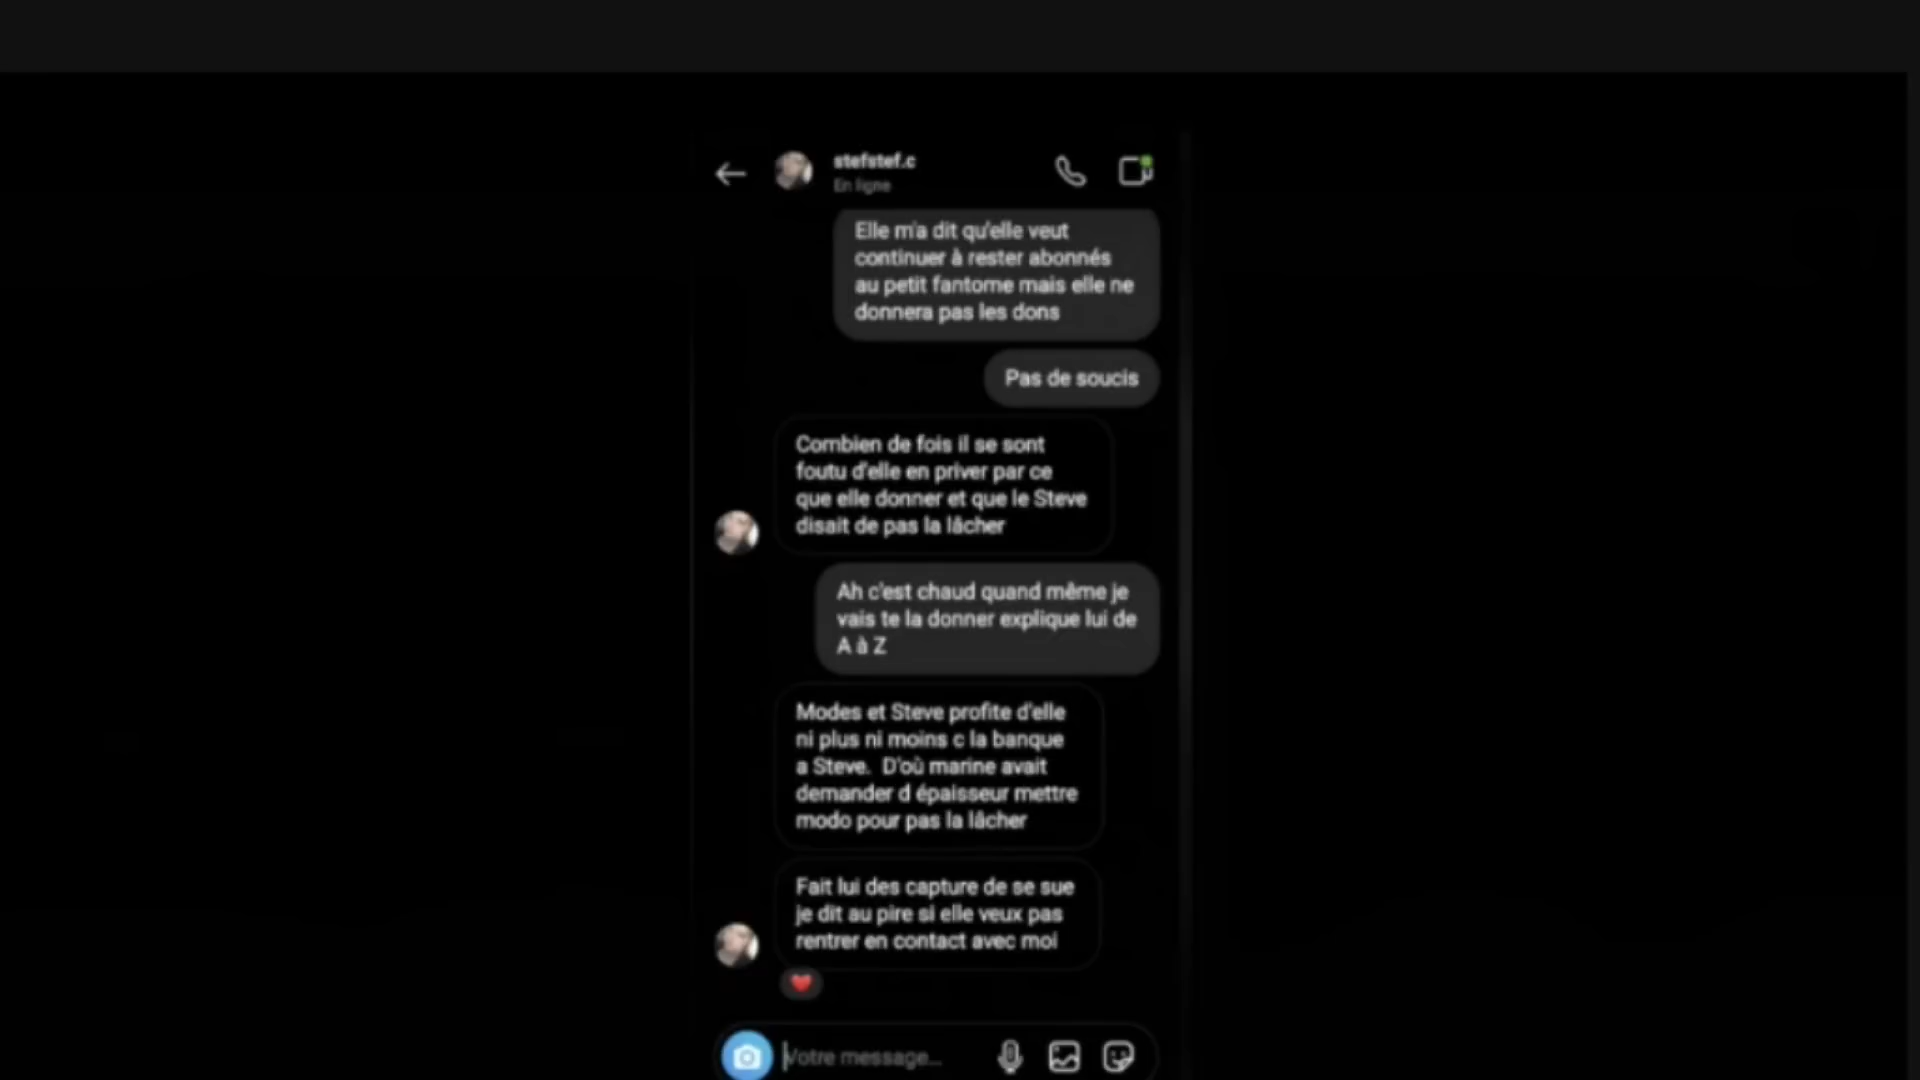 stefstef.c
En ligne
Elle m'a dit qu'elle veut
continuer à rester abonnés
au petit fantome mais elle ne
donnera pas les dons
Pas de soucis
Combien de fois il se sont
foutu d'elle en priver par ce
que elle donner et que le Steve
disait de pas la lâcher
Ah c'est chaud quand même je
vais te la donner explique lui de
A à Z
Modes et Steve profite d'elle
ni plus ni moins c la banque
a Steve. D'où marine avait
demander d épaisseur mettre
modo pour pas la lâcher
Fait lui des capture de se sue
je dit au pire si elle veux pas
rentrer en contact avec moi
Votre message...